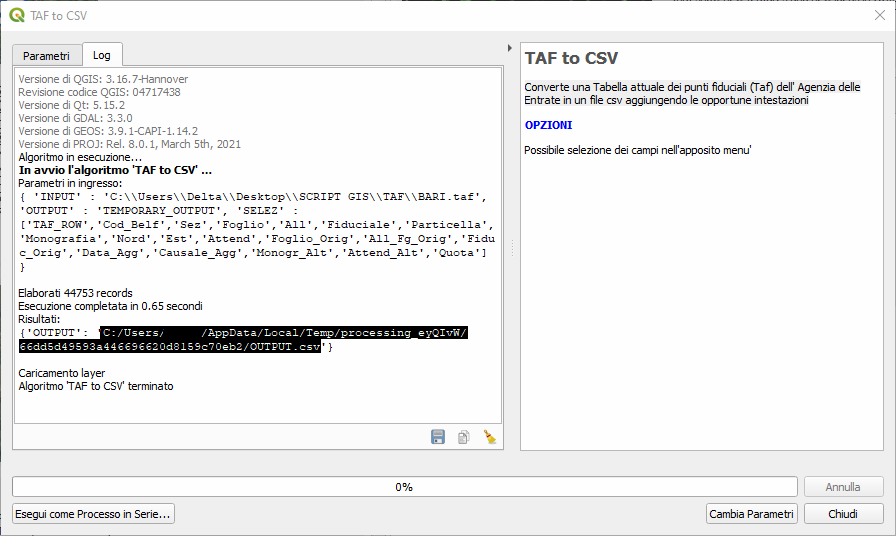 TAF to CSV
Parametri
Log
Versione di QGIS: 3.16.7-Hannover
Revisione codice QGIS: 04717438
Versione di Qt: 5.15.2
Versione di GDAL: 3.3.0
Versione di GEOS: 3.9.1-CAPI-1.14.2
Versione di PROJ: Rel. 8.0.1, March 5th, 2021
Algoritmo in esecuzione...
In avvio l'algoritmo 'TAF to CSV' ...
Parametri in ingresso:
{ 'INPUT' : 'C:\\Users\\Delta\\Desktop\\SCRIPT GIS\\TAF\\BARI.taf',
'OUTPUT' : 'TEMPORARY_OUTPUT', 'SELEZ' :
['TAF_ROW','Cod_Belf','Sez','Foglio','All','Fiduciale','Particella',
'Monografia','Nord','Est','Attend','Foglio_Orig','All_Fg_Orig','Fidu
c_Orig','Data_Agg','Causale_Agg','Monogr_Alt','Attend_Alt','Quota']
}
Elaborati 44753 records
Esecuzione completata in 0.65 secondi
Risultati:
{'OUTPUT': 'C:/Users/ /AppData/Local/Temp/processing_eyQIvW/
66dd5d49593a446696620d8159c70eb2/OUTPUT.csv'}
Caricamento layer
Algoritmo 'TAF to CSV' terminato
TAF to CSV
Converte una Tabella attuale dei punti fiduciali (Taf) dell' Agenzia delle
Entrate in un file csv aggiungendo le opportune intestazioni
OPZIONI
Possibile selezione dei campi nell'apposito menu'
0%
Annulla
Esegui come Processo in Serie...
Cambia Parametri
Chiudi